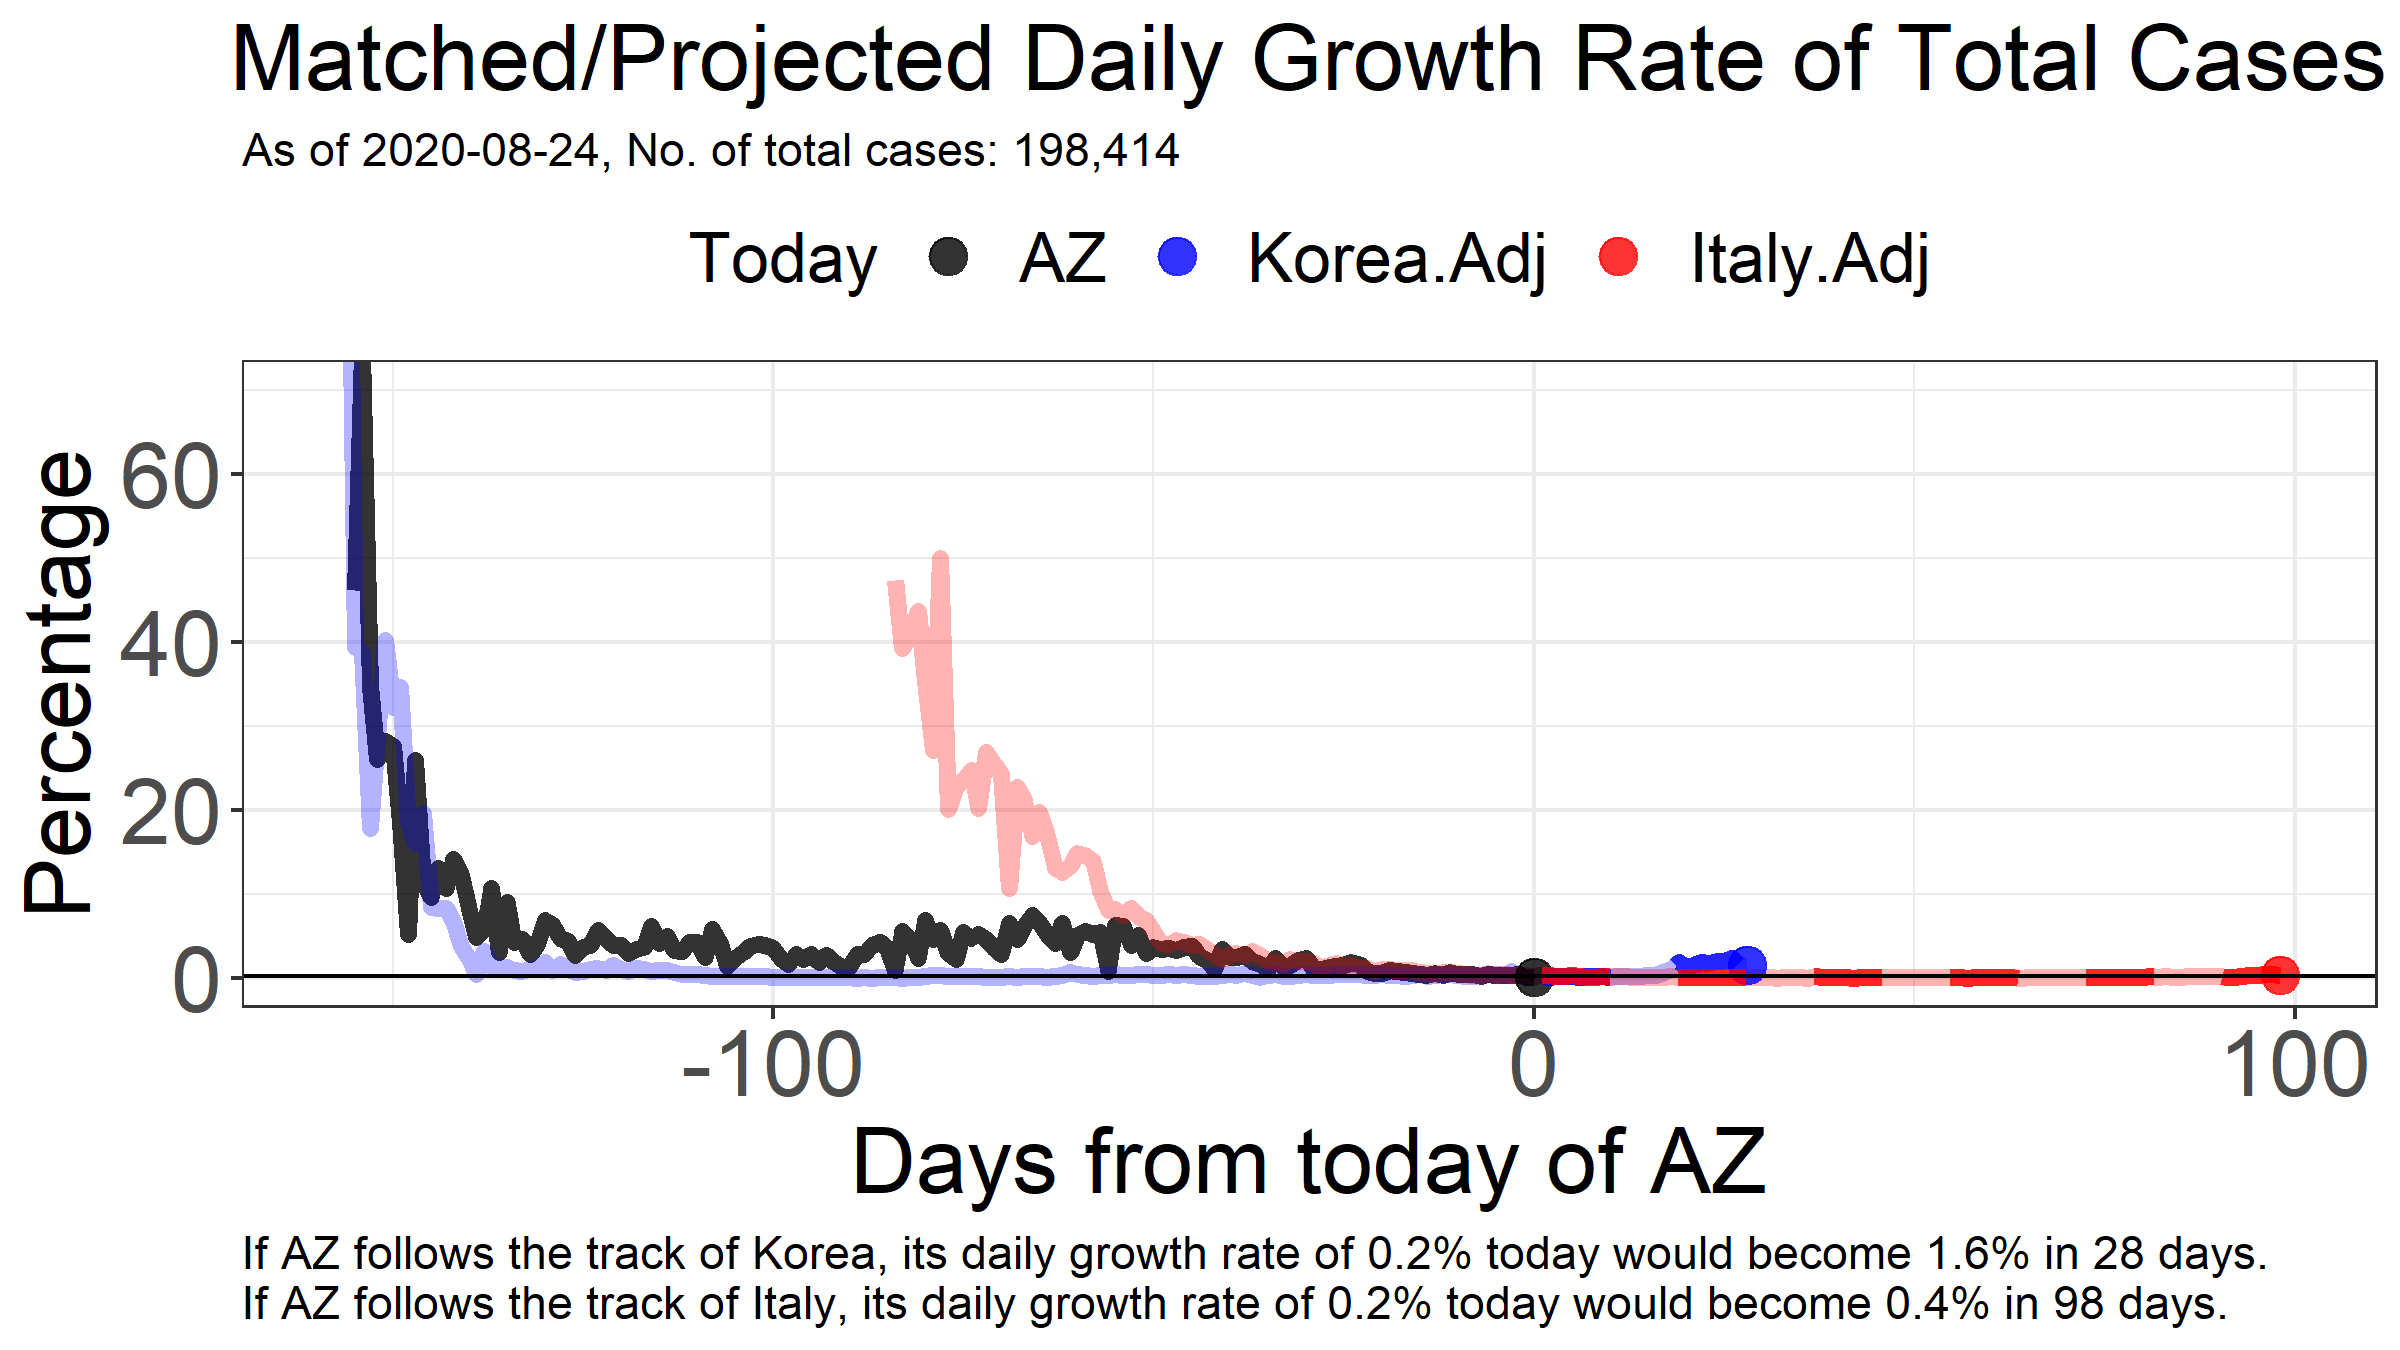 Matched/Projected Daily Growth Rate of Total Cases
As of 2020-08-24, No. of total cases: 198,414
Today AZ Korea.Adj Italy.Adj
Percentage
60
40
20
0
-100 0 100
Days from today of AZ
If AZ follows the track of Korea, its daily growth rate of 0.2% today would become 1.6% in 28 days.
If AZ follows the track of Italy, its daily growth rate of 0.2% today would become 0.4% in 98 days.